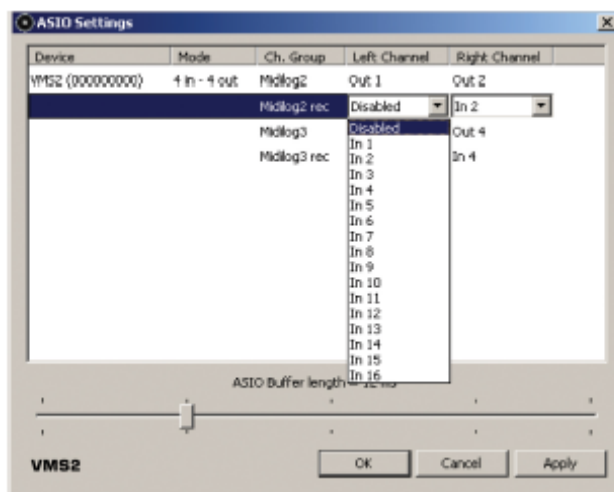 ASIO Settings
Device Mode Ch. Group Left Channel Right Channel
VMS2 (000000000) 4 in - 4 out Midilog2 Out 1 Out 2
Midilog2 rec Disabled In 2
Midilog3 Disabled Out 4
Midilog3 rec In 1 In 4
In 2
In 3
In 4
In 5
In 6
In 7
In 8
In 9
In 10
In 11
In 12
In 13
In 14
In 15
In 16
ASIO Buffer length
VMS2 OK Cancel Apply